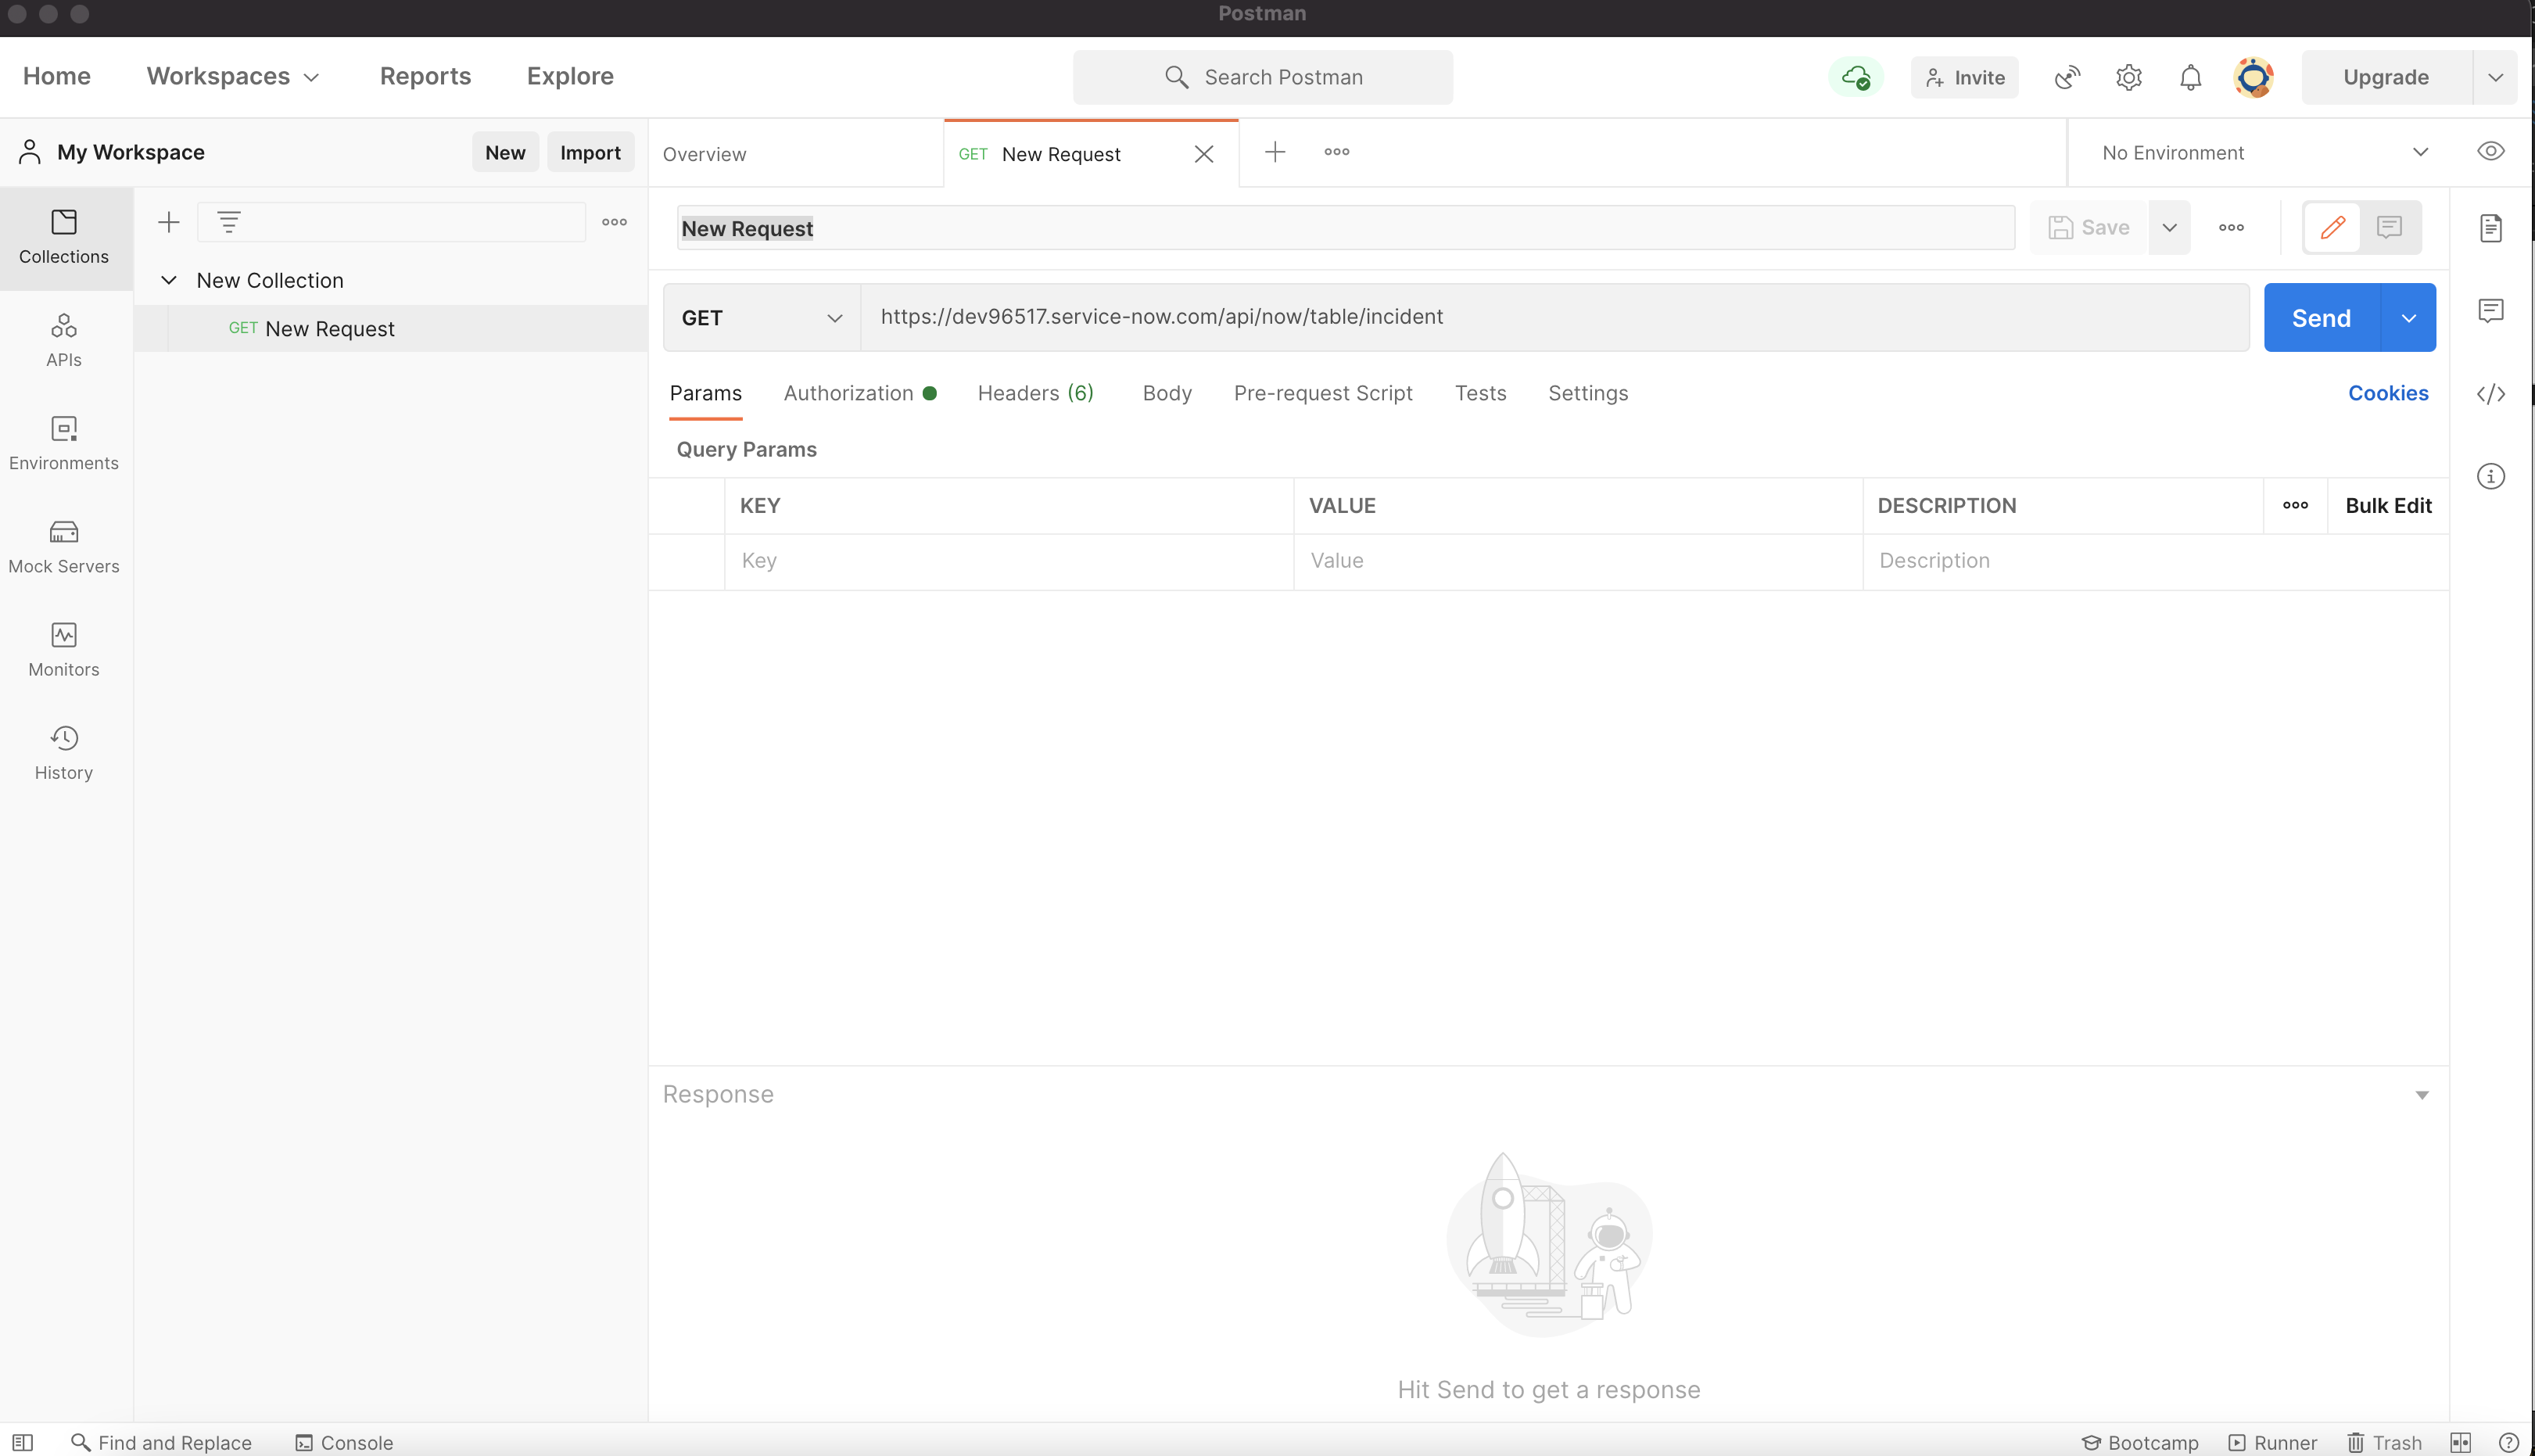 Postman
Home Workspaces Reports Explore Search Postman Invite Upgrade
My Workspace New Import Overview GET New Request No Environment
New Request Save
Collections
New Collection
GET New Request
GET https://dev96517.service-now.com/api/now/table/incident Send
APIs
Params Authorization Headers (6) Body Pre-request Script Tests Settings Cookies
Query Params
Environments
KEY VALUE DESCRIPTION Bulk Edit
Key Value Description
Mock Servers
Monitors
History
Response
Hit Send to get a response
Find and Replace Console Bootcamp Runner Trash